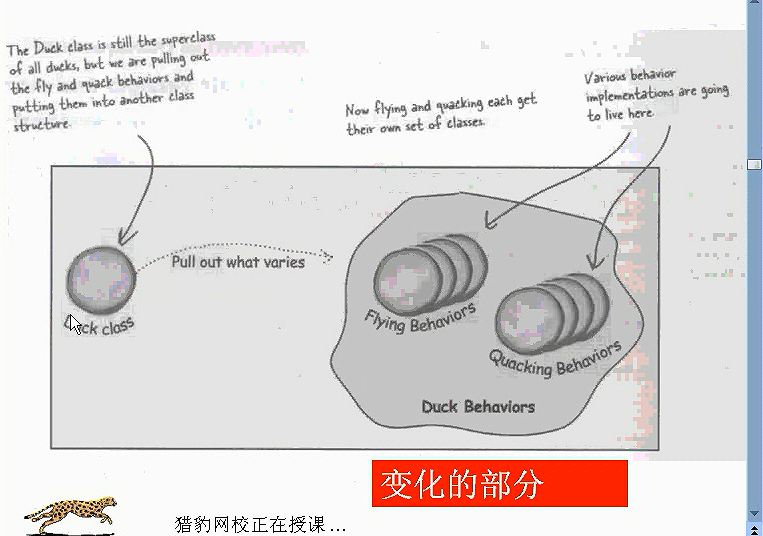 The Duck class is still the superclass
of all ducks, but we are pulling out
the fly and quack behaviors and
putting them into another class
structure.
Now flying and quacking each get
their own set of classes.
Various behavior
implementations are going
to live here.
Pull out what varies
Duck class
Flying Behaviors
Quacking Behaviors
Duck Behaviors
变化的部分
猎豹网校正在授课...